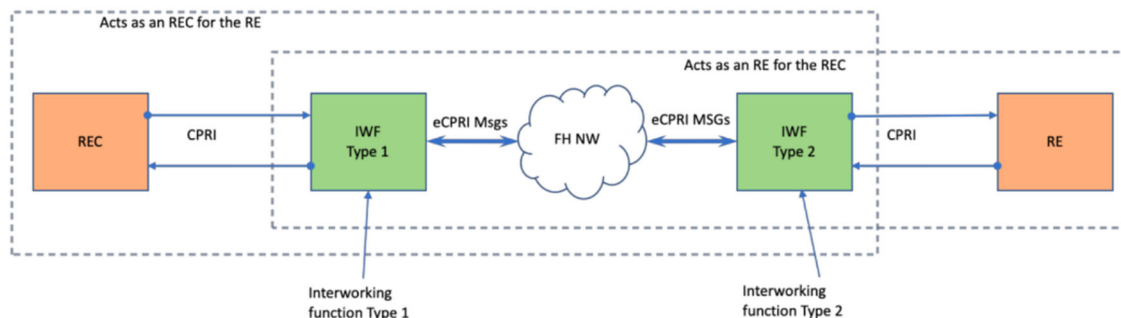 Acts as an REC for the RE
Acts as an RE for the REC
REC
CPRI
IWF
Type 1
eCPRI Msgs
FH NW
eCPRI MSGs
IWF
Type 2
CPRI
RE
Interworking
function Type 1
Interworking
function Type 2